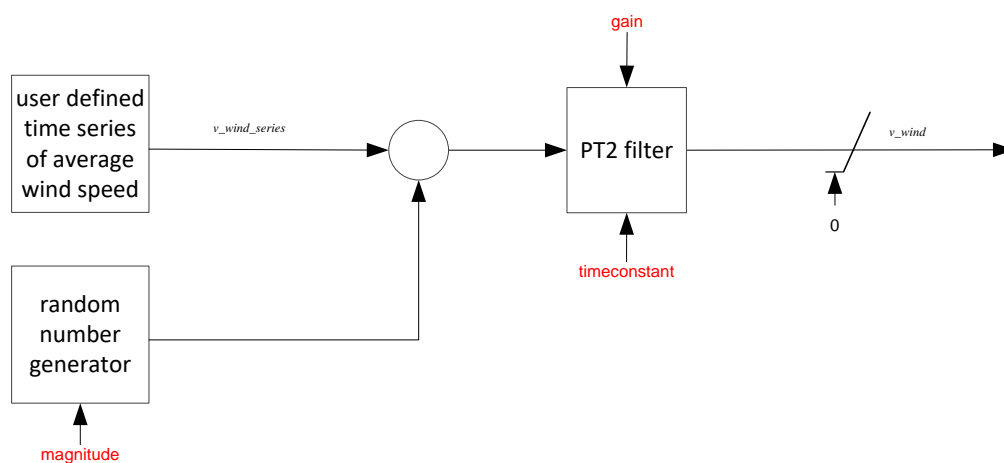 gain
user defined
time series
of average
wind speed
v_wind_series
PT2 filter
v_wind
0
timeconstant
random
number
generator
magnitude